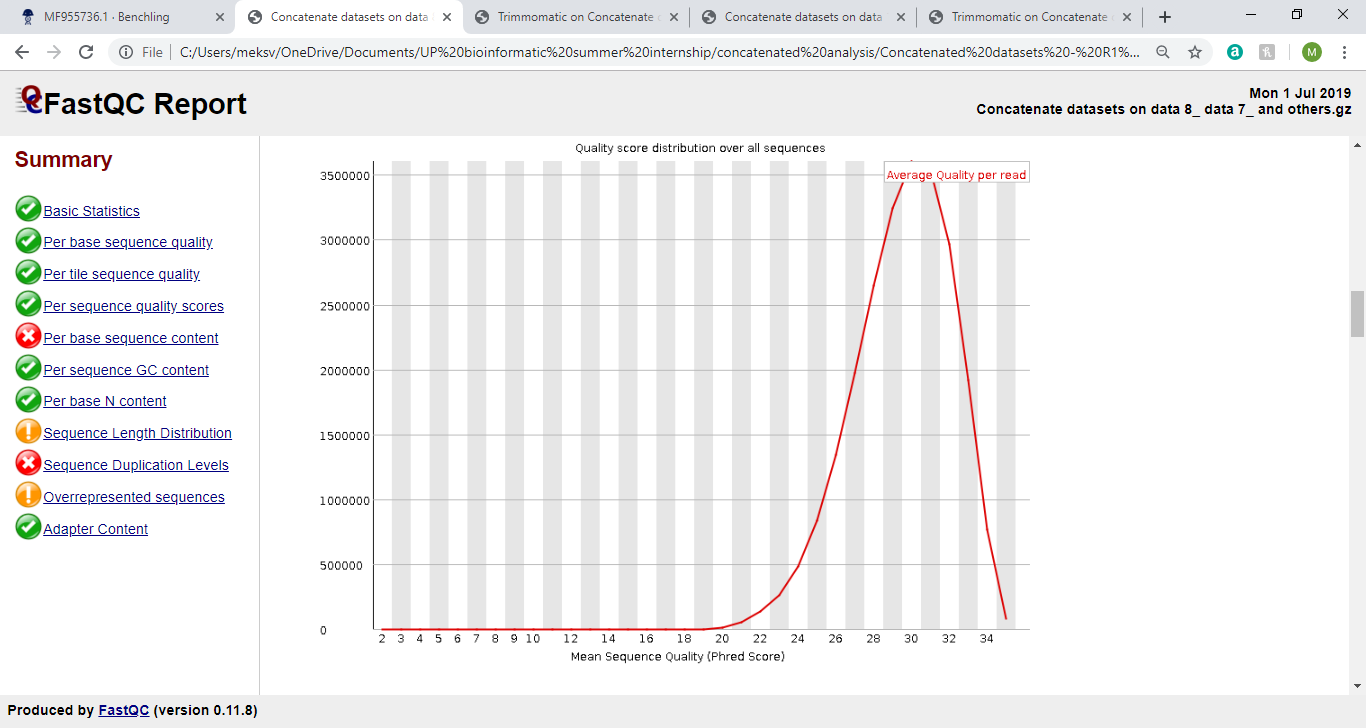 MF955736.1 · Benchling
Concatenate datasets on data
Trimmomatic on Concatenate
Concatenate datasets on data
Trimmomatic on Concatenate
File | C:/Users/meksv/OneDrive/Documents/UP%20bioinformatic%20summer%20internship/concatenated%20analysis/Concatenated%20datasets%20-%20R1%...
a
M
FastQC Report
Mon 1 Jul 2019
Concatenate datasets on data 8_ data 7_ and others.gz
Summary
Basic Statistics
Per base sequence quality
Per tile sequence quality
Per sequence quality scores
Per base sequence content
Per sequence GC content
Per base N content
Sequence Length Distribution
Sequence Duplication Levels
Overrepresented sequences
Adapter Content
Quality score distribution over all sequences
Average Quality per read
3500000
3000000
2500000
2000000
1500000
1000000
500000
0
2 3 4 5 6 7 8 9 10 12 14 16 18 20 22 24 26 28 30 32 34
Mean Sequence Quality (Phred Score)
Produced by FastQC (version 0.11.8)